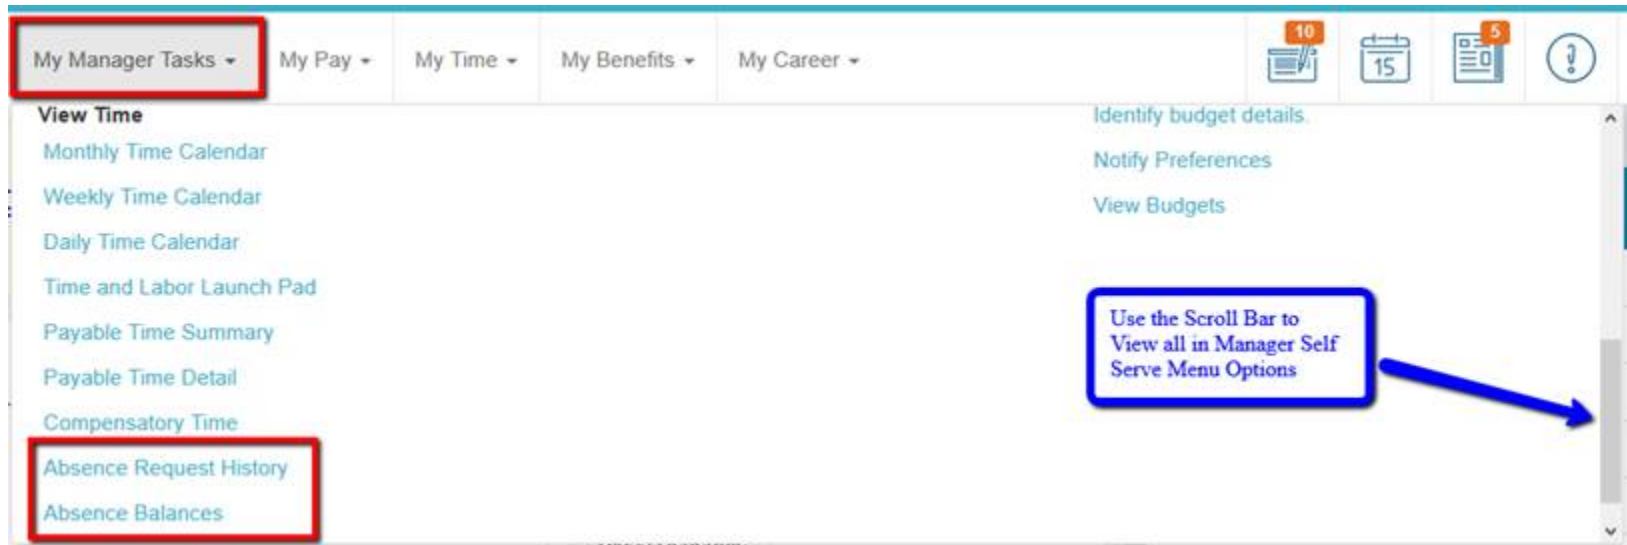 My Manager Tasks
My Pay
My Time
My Benefits
My Career
10
15
5
View Time
Monthly Time Calendar
Weekly Time Calendar
Daily Time Calendar
Time and Labor Launch Pad
Payable Time Summary
Payable Time Detail
Compensatory Time
Absence Request History
Absence Balances
Identify budget details.
Notify Preferences
View Budgets
Use the Scroll Bar to
View all in Manager Self
Serve Menu Options